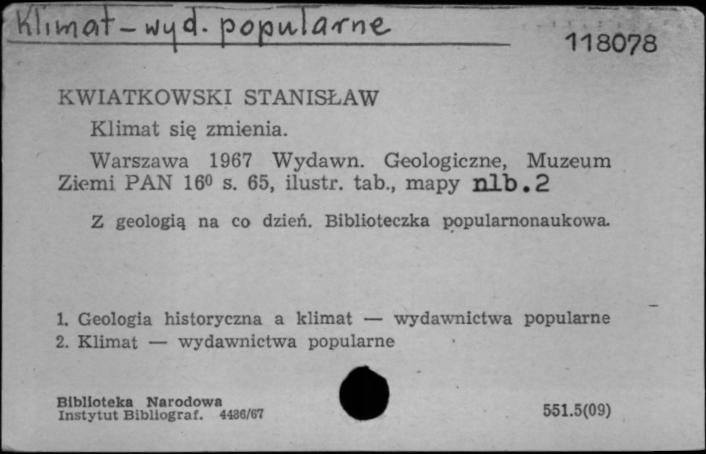 Klimat – wyd. popularne
118078
KWIATKOWSKI STANISŁAW
Klimat się zmienia.
Warszawa 1967 Wydawn. Geologiczne, Muzeum
Ziemi PAN 16⁰ s. 65, ilustr. tab., mapy nlb.2
Z geologią na co dzień. Biblioteczka popularnonaukowa.
1. Geologia historyczna a klimat — wydawnictwa popularne
2. Klimat — wydawnictwa popularne
Biblioteka Narodowa
Instytut Bibliograf. 4486/67
551.5(09)